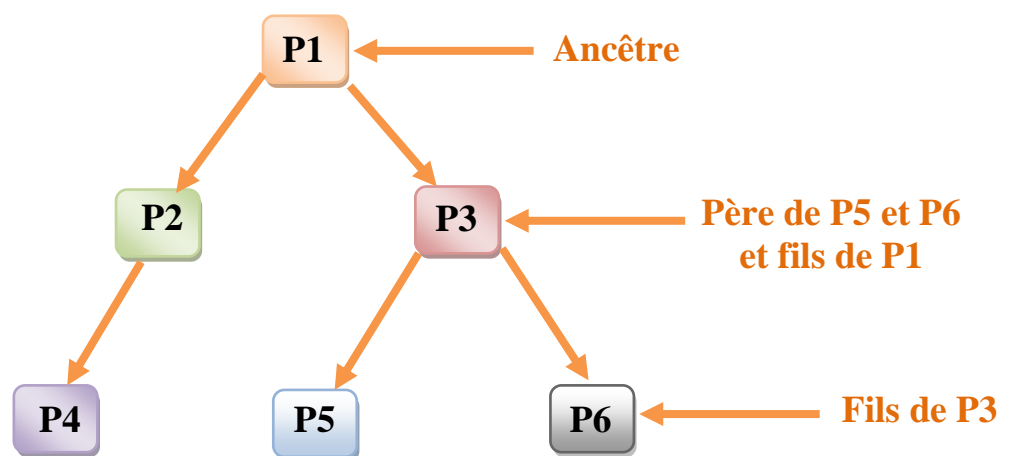 P1
Ancêtre
P2
P3
Père de P5 et P6
et fils de P1
P4
P5
P6
Fils de P3